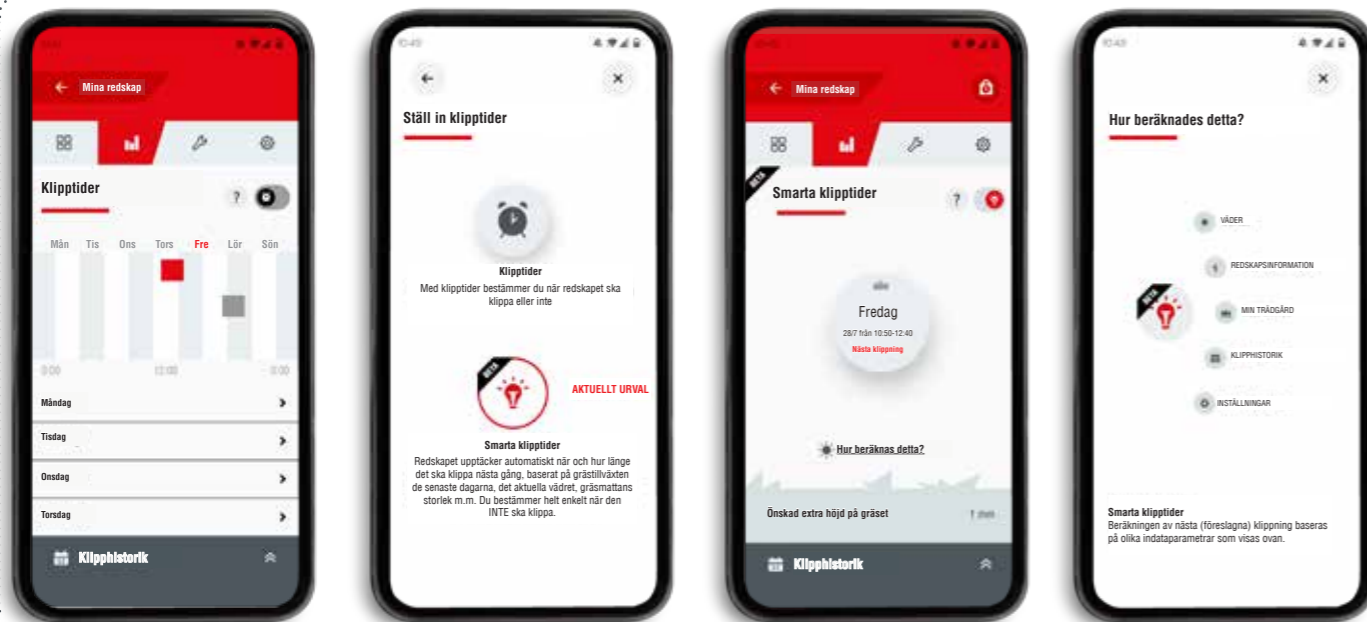 Mina redskap
Klipptider
?
Mån Tis Ons Tors Fre Lör Sön
0:00 12:00 0:00
Måndag
Tisdag
Onsdag
Torsdag
Klipphistorik
10:40
Ställ in klipptider
Klipptider
Med klipptider bestämmer du när redskapet ska
klippa eller inte
BETA
AKTUELLT URVAL
Smarta klipptider
Redskapet upptäcker automatiskt när och hur länge
det ska klippa nästa gång, baserat på grästillväxten
de senaste dagarna, det aktuella vädret, gräsmattans
storlek m.m. Du bestämmer helt enkelt när den
INTE ska klippa.
Mina redskap
BETA
Smarta klipptider
?
Fredag
28/7 från 10:50-12:40
Nästa klippning
Hur beräknas detta?
Önskad extra höjd på gräset
Klipphistorik
Hur beräknades detta?
BETA
VÄDER
REDSKAPSINFORMATION
MIN TRÄDGÅRD
KLIPPHISTORIK
INSTÄLLNINGAR
Smarta klipptider
Beräkningen av nästa (föreslagna) klippning baseras
på olika indataparametrar som visas ovan.